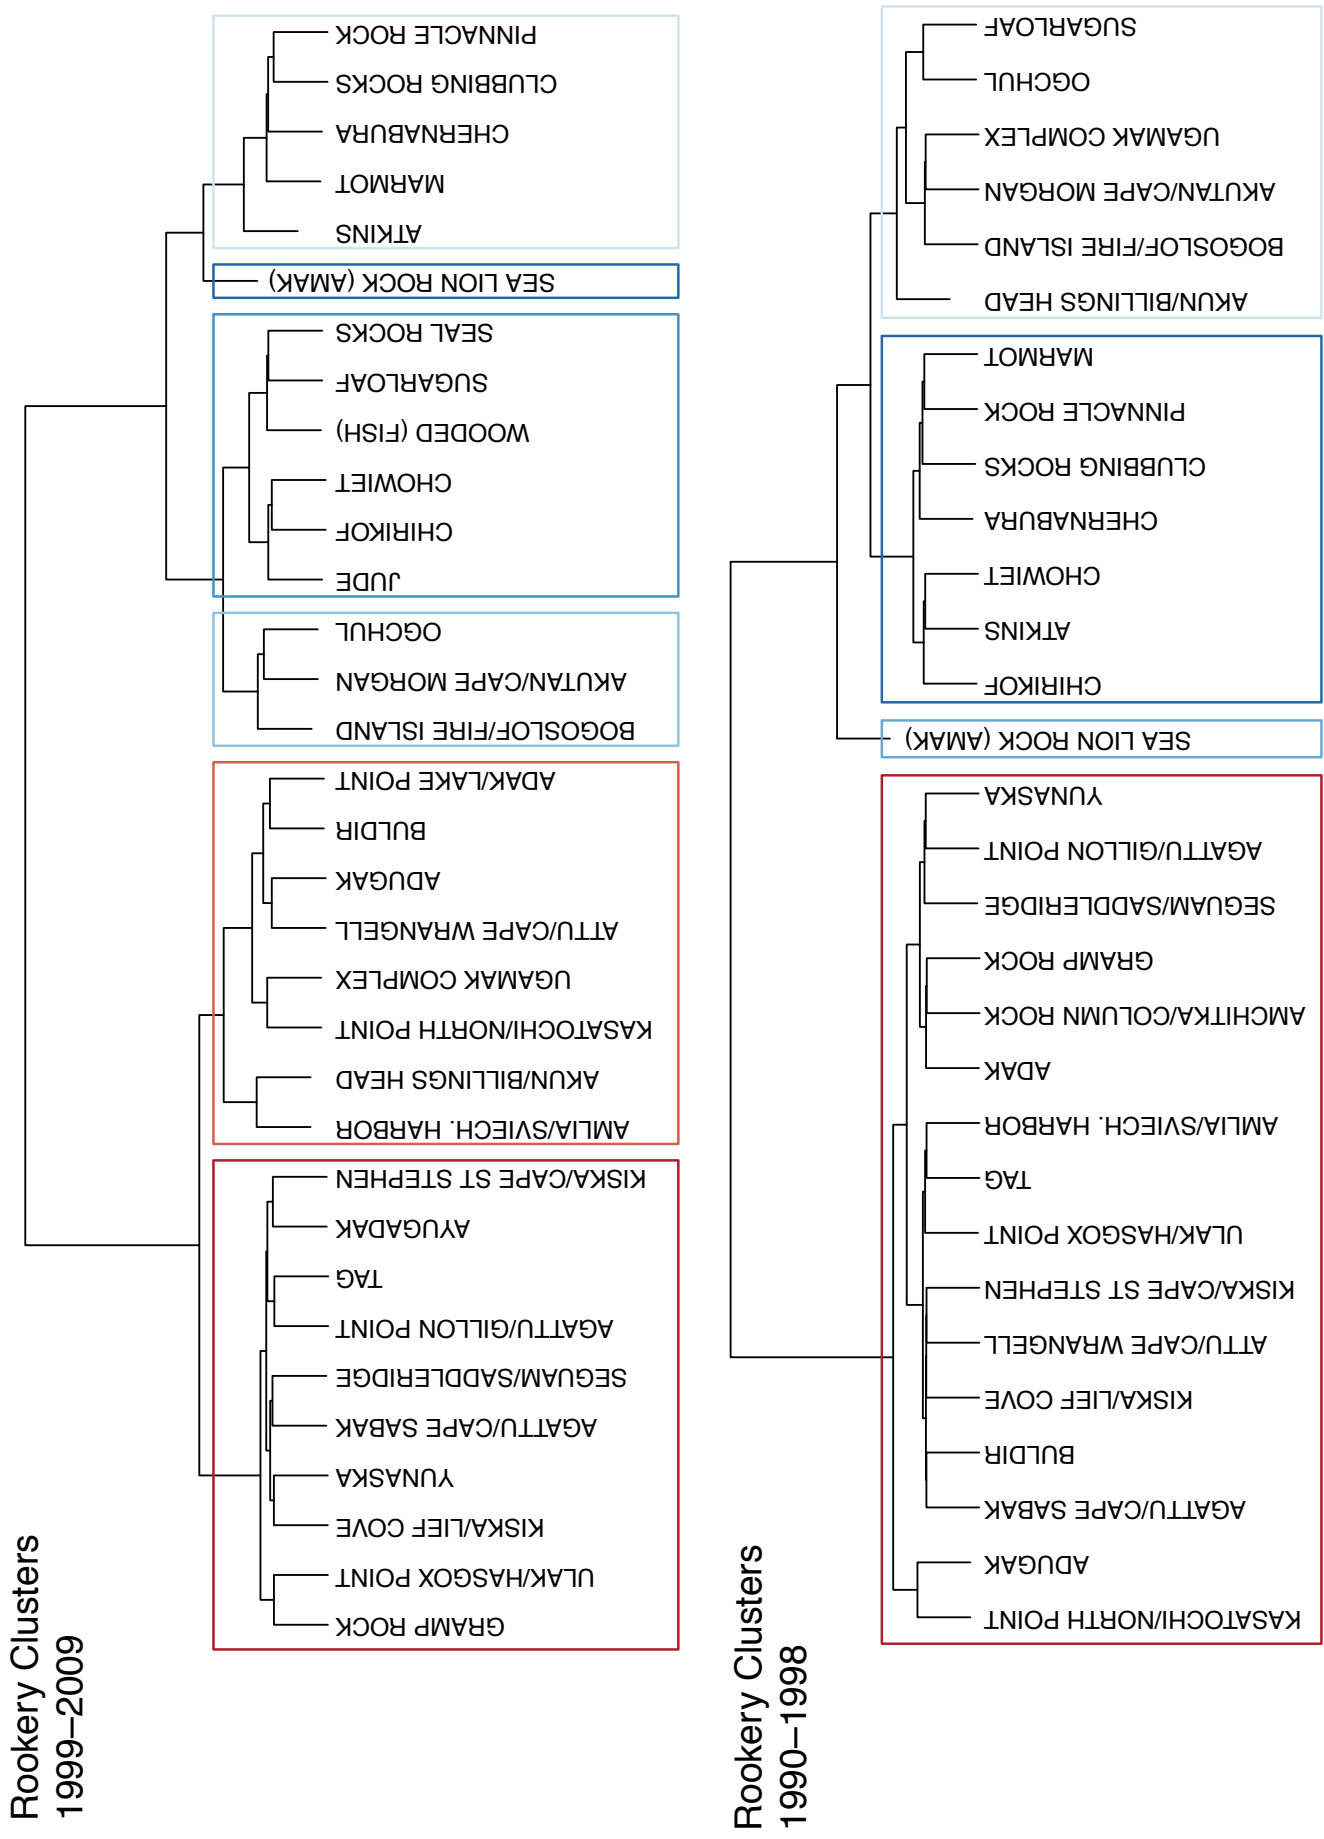 Rookery Clusters
1999–2009
PINNACLE ROCK
CLUBBING ROCKS
CHERNABURA
MARMOT
ATKINS
SEA LION ROCK (AMAK)
SEAL ROCKS
SUGARLOAF
WOODED (FISH)
CHOWIET
CHIRIKOF
JUDE
OGCHUL
AKUTAN/CAPE MORGAN
BOGOSLOF/FIRE ISLAND
ADAK/LAKE POINT
BULDIR
ADUGAK
ATTU/CAPE WRANGELL
UGAMAK COMPLEX
KASATOCHI/NORTH POINT
AKUN/BILLINGS HEAD
AMLIA/SVIECH. HARBOR
KISKA/CAPE ST STEPHEN
AYUGADAK
TAG
AGATTU/GILLON POINT
SEGUAM/SADDLERIDGE
AGATTU/CAPE SABAK
YUNASKA
KISKA/LIEF COVE
ULAK/HASGOX POINT
GRAMP ROCK
Rookery Clusters
1990–1998
SUGARLOAF
OGCHUL
UGAMAK COMPLEX
AKUTAN/CAPE MORGAN
BOGOSLOF/FIRE ISLAND
AKUN/BILLINGS HEAD
MARMOT
PINNACLE ROCK
CLUBBING ROCKS
CHERNABURA
CHOWIET
ATKINS
CHIRIKOF
SEA LION ROCK (AMAK)
YUNASKA
AGATTU/GILLON POINT
SEGUAM/SADDLERIDGE
GRAMP ROCK
AMCHITKA/COLUMN ROCK
ADAK
AMLIA/SVIECH. HARBOR
TAG
ULAK/HASGOX POINT
KISKA/CAPE ST STEPHEN
ATTU/CAPE WRANGELL
KISKA/LIEF COVE
BULDIR
AGATTU/CAPE SABAK
ADUGAK
KASATOCHI/NORTH POINT